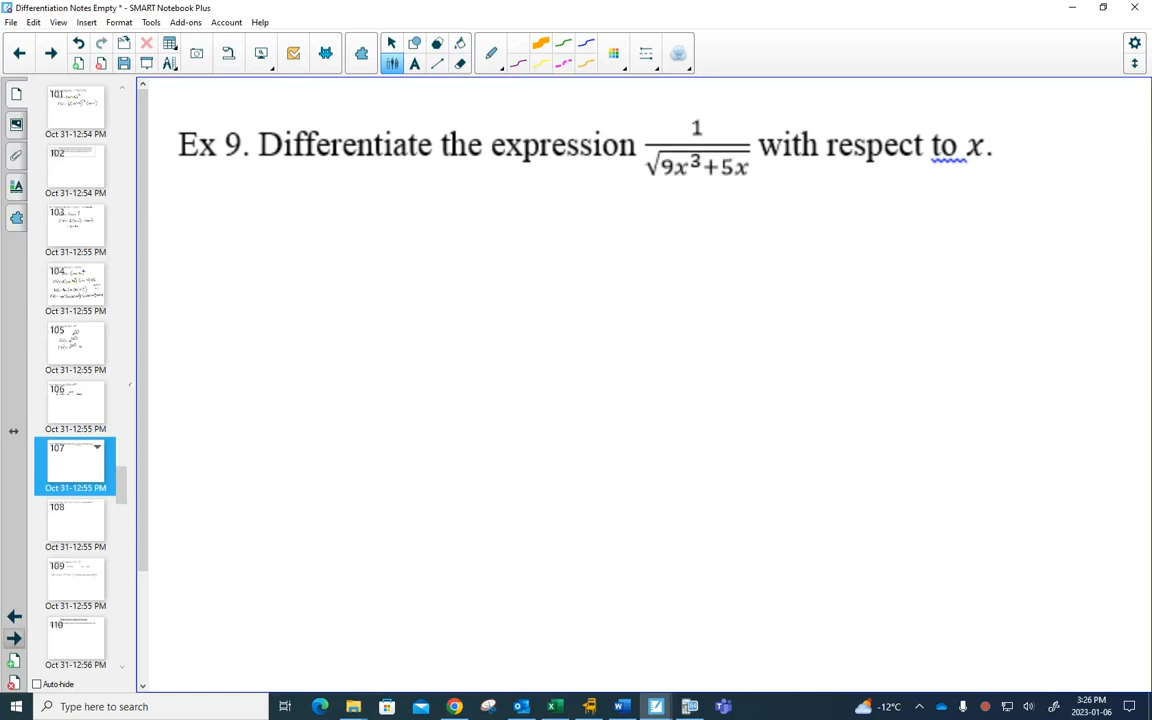 Differentiation Notes Empty * - SMART Notebook Plus
File Edit View Insert Format Tools Add-ons Account Help
Ex 9. Differentiate the expression 1/√(9x³+5x) with respect to x.
101
Oct 31-12:54 PM
102
Oct 31-12:54 PM
103
Oct 31-12:55 PM
104
Oct 31-12:55 PM
105
Oct 31-12:55 PM
106
Oct 31-12:55 PM
107
Oct 31-12:55 PM
108
Oct 31-12:55 PM
109
Oct 31-12:55 PM
110
Oct 31-12:56 PM
Auto-hide
Type here to search
-12°C
3:26 PM
2023-01-06